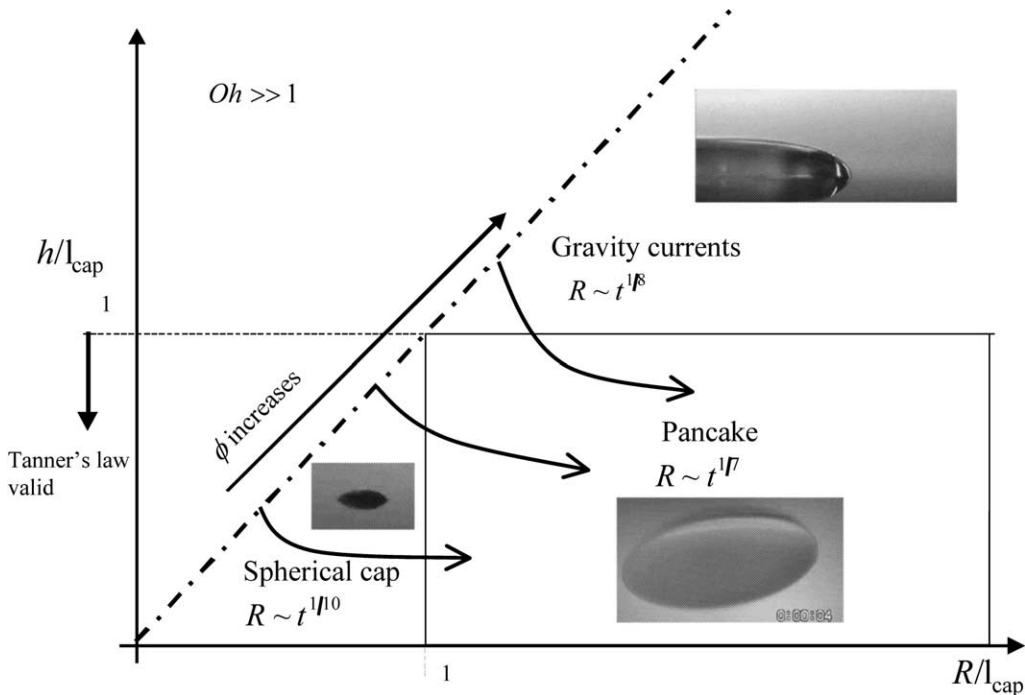 Oh >> 1
Gravity currents
R ~ t^1/8
h/l_cap
1
ϕ increases
Tanner's law
valid
Pancake
R ~ t^1/7
Spherical cap
R ~ t^1/10
0:00:04
1
R/l_cap